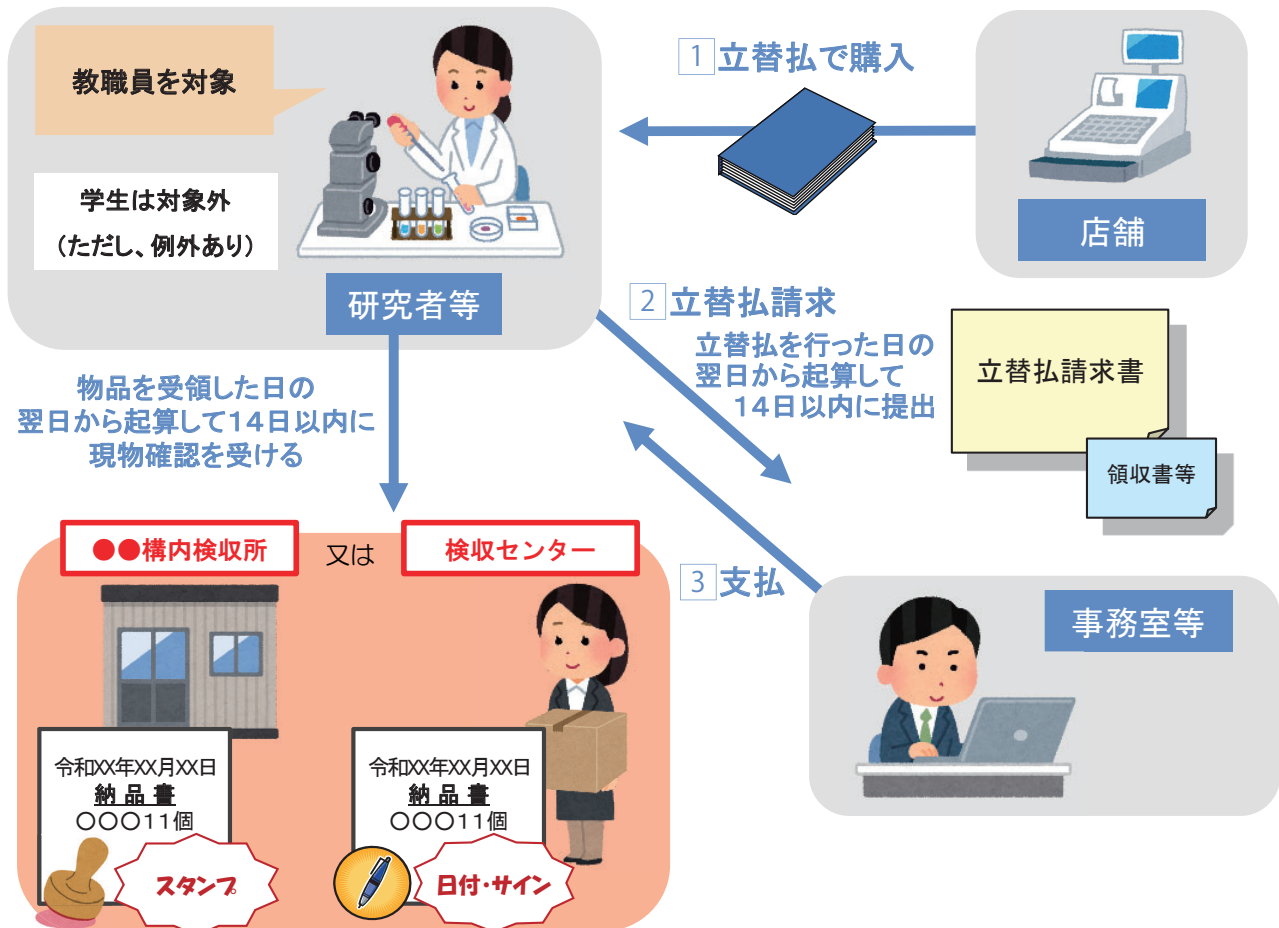 教職員を対象
学生は対象外
(ただし、例外あり)
研究者等
1 立替払で購入
店舗
2 立替払請求
立替払を行った日の
翌日から起算して
14日以内に提出
立替払請求書
領収書等
物品を受領した日の
翌日から起算して14日以内に
現物確認を受ける
●●構内検収所
又は
検収センター
3 支払
事務室等
令和XX年XX月XX日
納品書
〇〇〇11個
スタンプ
令和XX年XX月XX日
納品書
〇〇〇11個
日付・サイン